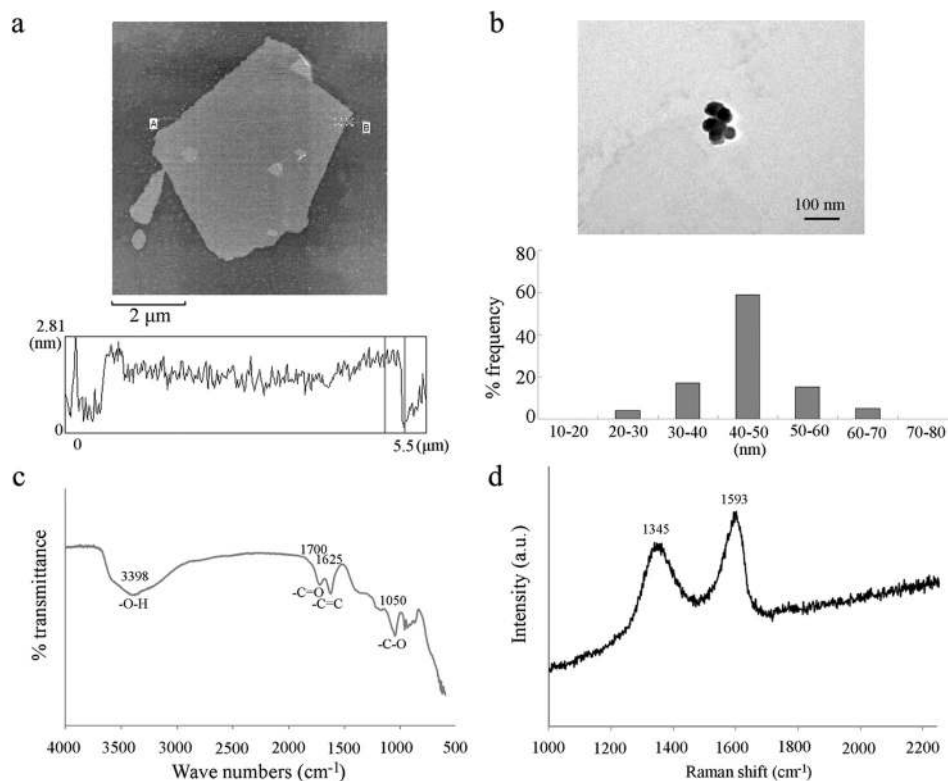 a
A
B
2 μm
2.81
(nm)
0
0
5.5 (μm)
b
100 nm
% frequency
80
60
40
20
0
10-20 20-30 30-40 40-50 50-60 60-70 70-80
(nm)
c
% transmittance
3398
-O-H
1700
1625
-C=O
-C=C
1050
-C-O
4000 3000 2000 1500 1000 500
Wave numbers (cm-1)
d
Intensity (a.u.)
1345
1593
1000 1200 1400 1600 1800 2000 2200
Raman shift (cm-1)